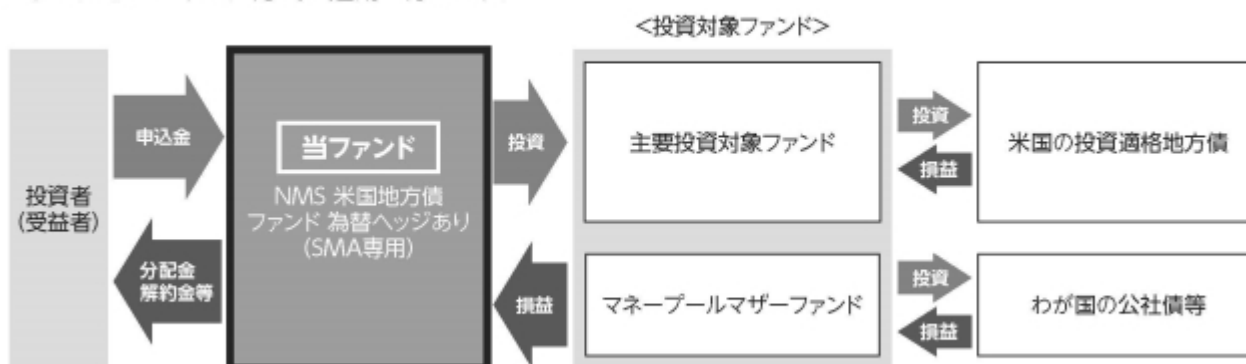 <投資対象ファンド>
投資者
(受益者)
申込金
分配金
解約金等
当ファンド
NMS 米国地方債
ファンド 為替ヘッジあり
(SMA専用)
投資
損益
主要投資対象ファンド
マネープールマザーファンド
投資
損益
米国の投資適格地方債
投資
損益
わが国の公社債等